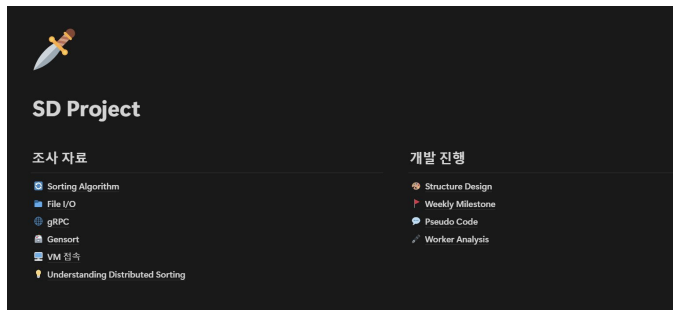 SD Project
조사 자료
Sorting Algorithm
File I/O
gRPC
Gensort
VM 접속
Understanding Distributed Sorting
개발 진행
Structure Design
Weekly Milestone
Pseudo Code
Worker Analysis